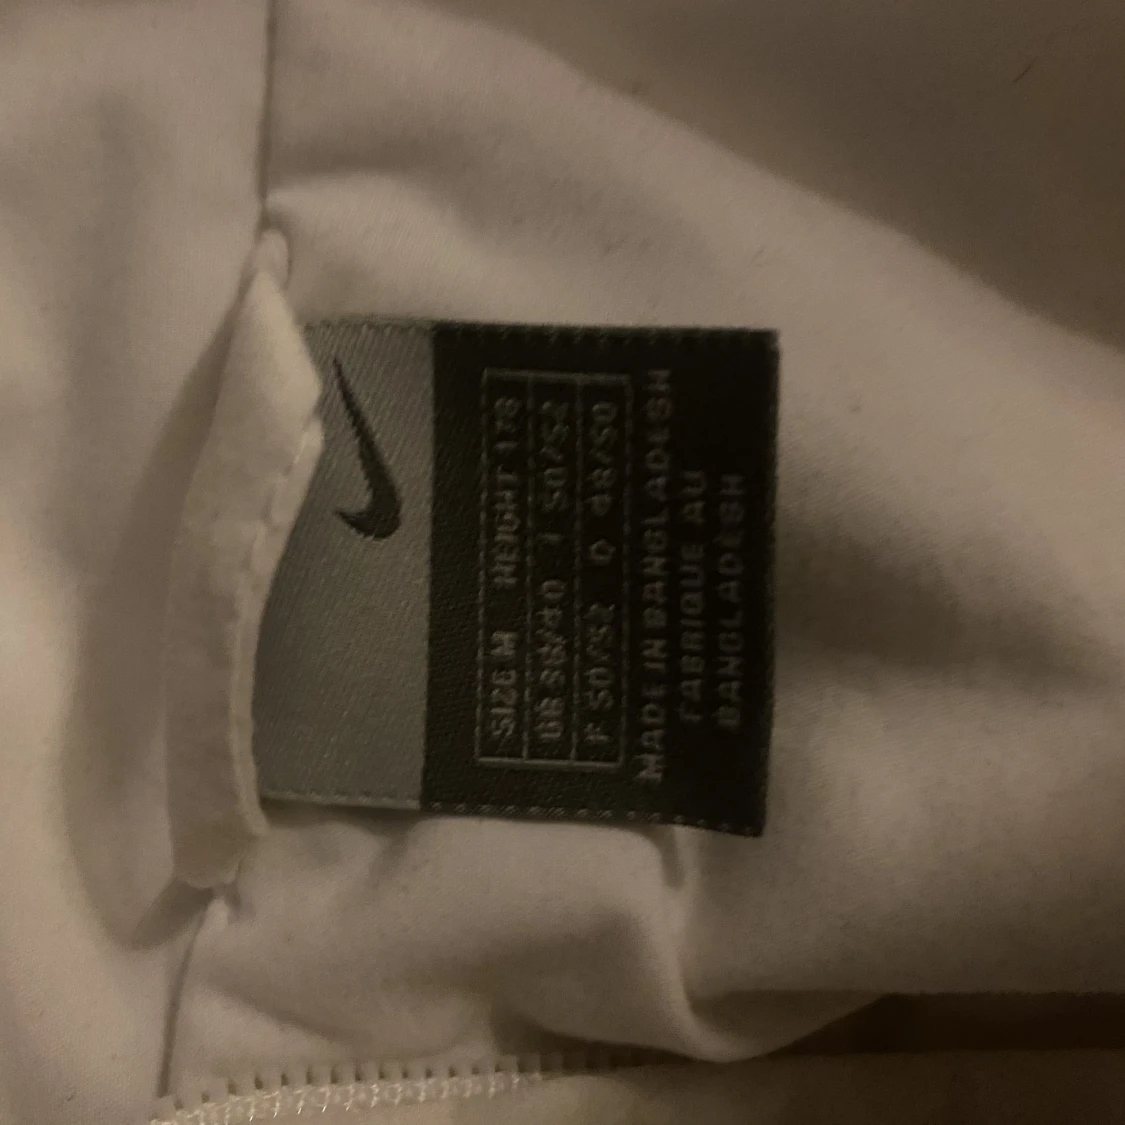 SIZE M HEIGHT 178
GB 38/40 I 50/52
F 50/52 D 48/50
MADE IN BANGLADESH
FABRIQUE AU
BANGLADESH